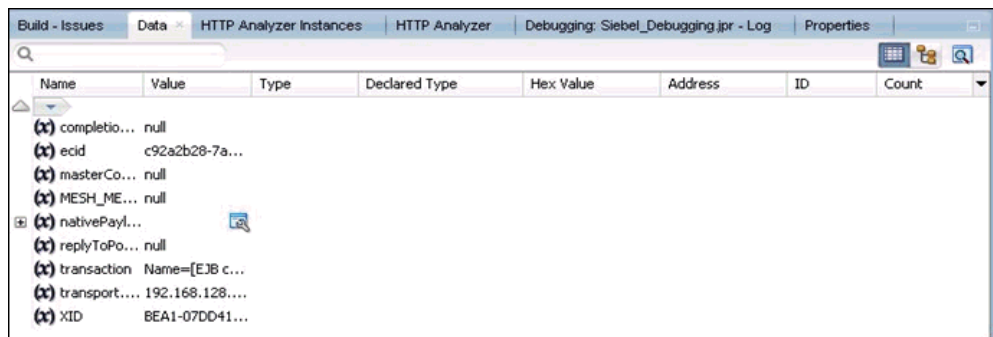 Build - Issues Data × HTTP Analyzer Instances HTTP Analyzer Debugging: Siebel_Debugging.jpr - Log Properties
Name Value Type Declared Type Hex Value Address ID Count
(x) completio... null
(x) ecid c92a2b28-7a...
(x) masterCo... null
(x) MESH_ME... null
(x) nativePayl...
(x) replyToPo... null
(x) transaction Name=[EJB c...
(x) transport.... 192.168.128....
(x) XID BEA1-07DD41...